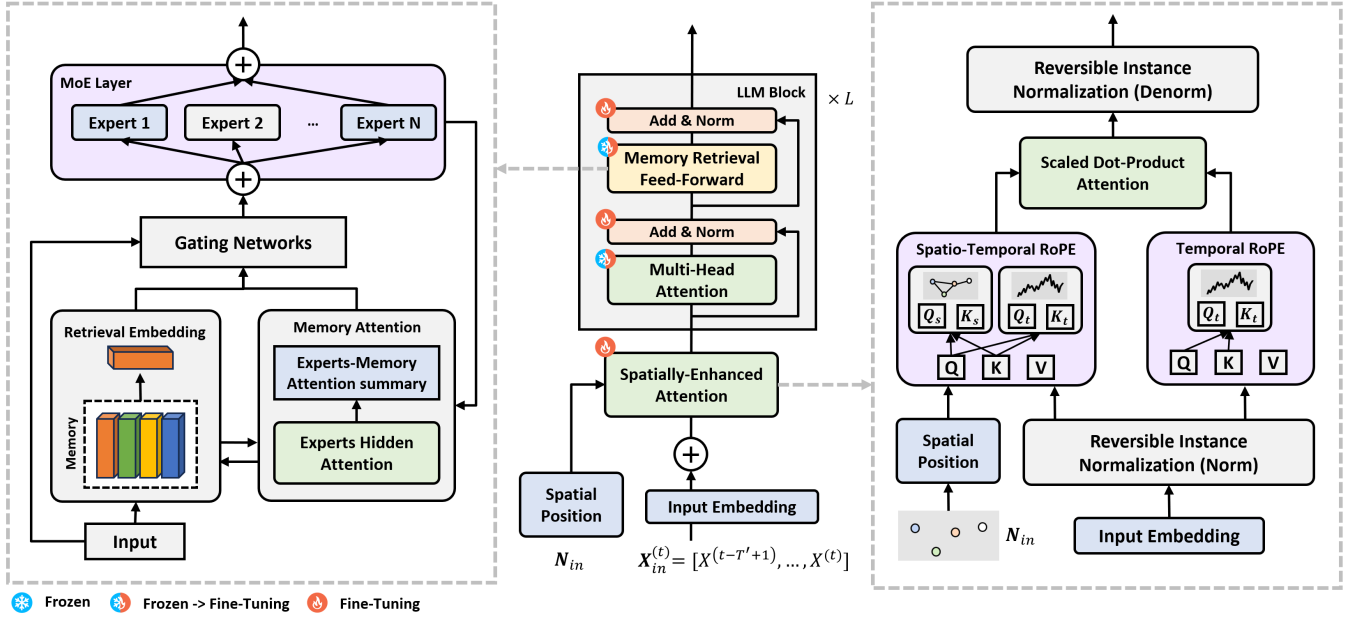 MoE Layer
Expert 1
Expert 2
...
Expert N
Gating Networks
Retrieval Embedding
Memory
Memory Attention
Experts-Memory
Attention summary
Experts Hidden
Attention
Input
LLM Block
× L
Add & Norm
Memory Retrieval
Feed-Forward
Add & Norm
Multi-Head
Attention
Spatially-Enhanced
Attention
Spatial
Position
Input Embedding
N_in
X_in^(t) = [X^(t−T′+1), ..., X^(t)]
Reversible Instance
Normalization (Denorm)
Scaled Dot-Product
Attention
Spatio-Temporal RoPE
Q_s K_s Q_t K_t
Q K V
Temporal RoPE
Q_t K_t
Q K V
Spatial
Position
Reversible Instance
Normalization (Norm)
N_in
Input Embedding
Frozen
Frozen -> Fine-Tuning
Fine-Tuning